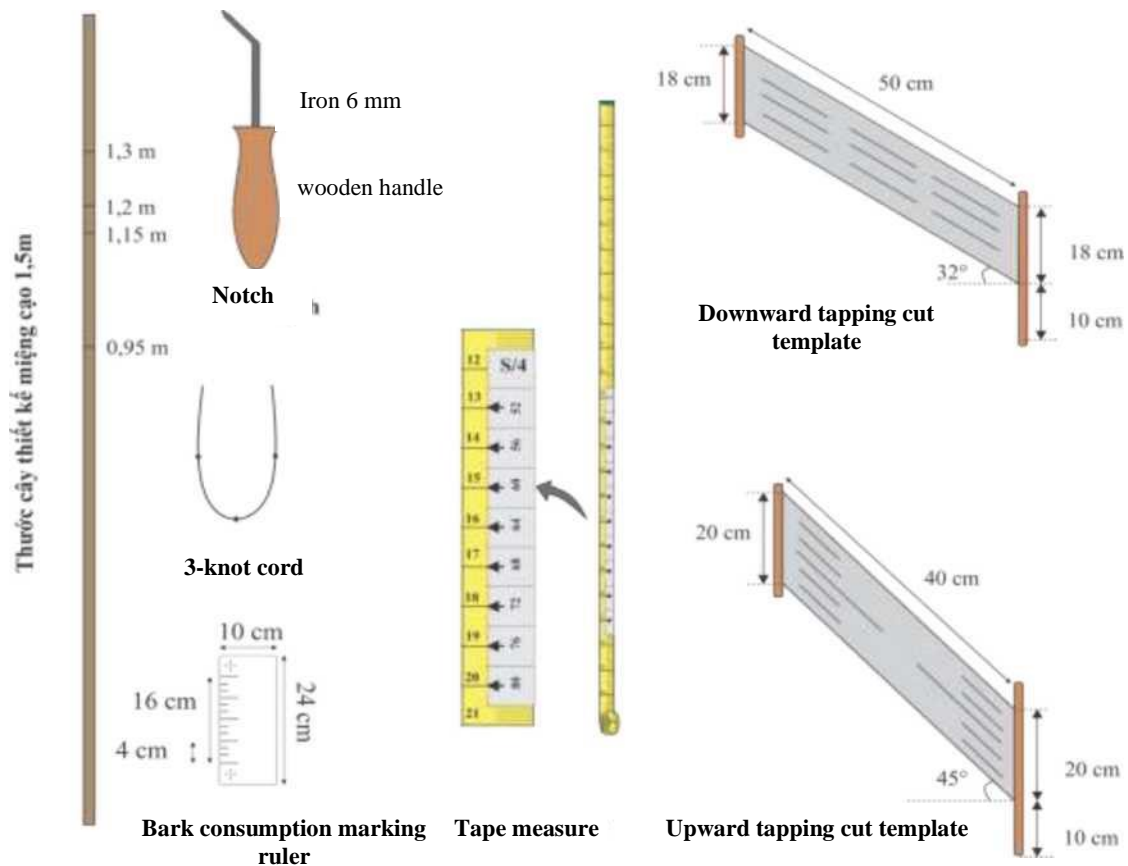 Thước cây thiết kế miệng cạo 1,5m
1,3 m
1,2 m
1,15 m
0,95 m
Iron 6 mm
wooden handle
Notch
3-knot cord
10 cm
16 cm
4 cm
24 cm
Bark consumption marking
ruler
S/4
12
13
14
15
16
17
18
19
20
21
Tape measure
18 cm
50 cm
18 cm
32°
10 cm
Downward tapping cut
template
20 cm
40 cm
45°
20 cm
10 cm
Upward tapping cut template